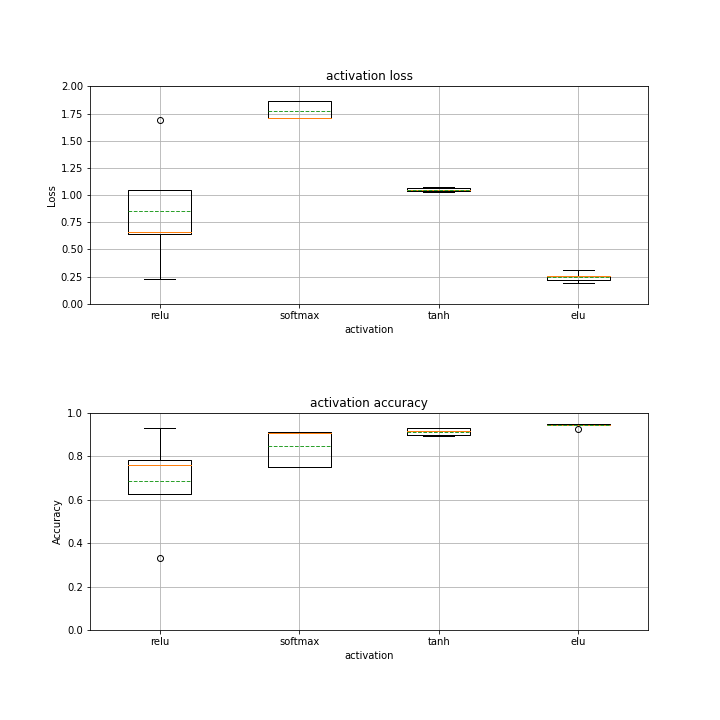 activation loss
2.00
1.75
1.50
1.25
1.00
0.75
0.50
0.25
0.00
Loss
relu softmax tanh elu
activation
activation accuracy
1.0
0.8
0.6
0.4
0.2
0.0
Accuracy
relu softmax tanh elu
activation